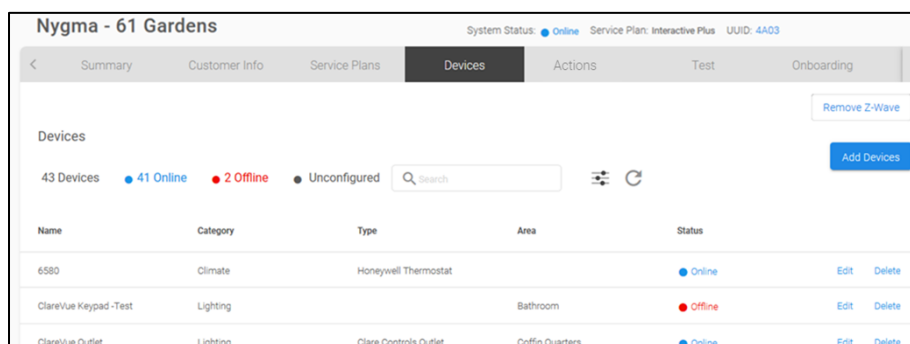 Nygma - 61 Gardens
System Status: Online Service Plan: Interactive Plus UUID: 4A03
< Summary Customer Info Service Plans Devices Actions Test Onboarding
Remove Z-Wave
Devices
Add Devices
43 Devices 41 Online 2 Offline Unconfigured Search
Name Category Type Area Status
6580 Climate Honeywell Thermostat Online Edit Delete
ClareVue Keypad -Test Lighting Bathroom Offline Edit Delete
ClareVue Outlet Lighting Clare Controls Outlet Coffin Quarters Online Edit Delete